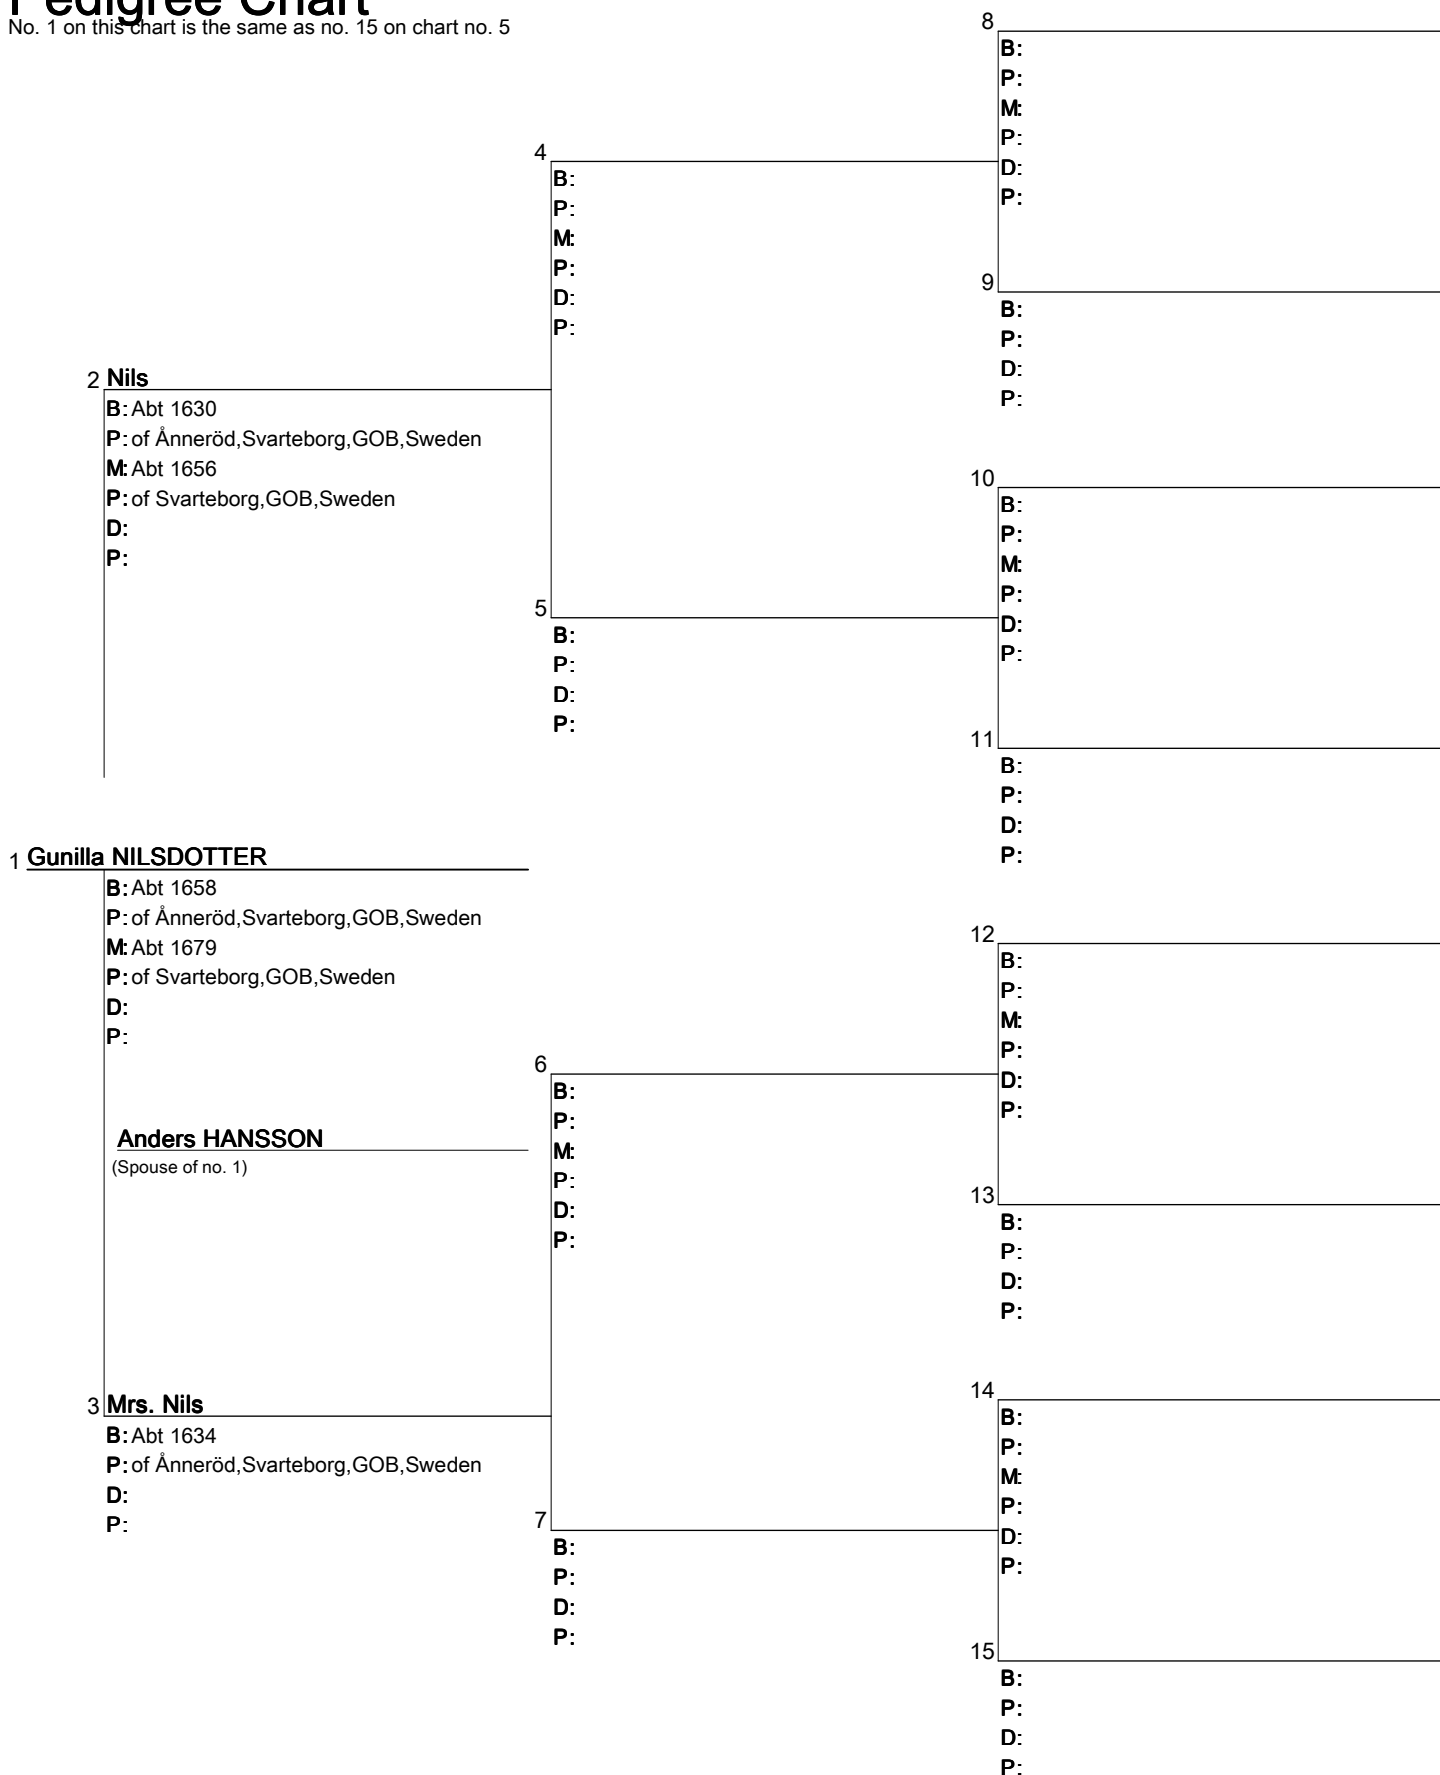 Pedigree Chart
No. 1 on this chart is the same as no. 15 on chart no. 5
8
B:
P:
M:
P:
D:
P:
4
B:
P:
M:
P:
D:
P:
9
B:
P:
D:
P:
2 Nils
B: Abt 1630
P: of Ånneröd,Svarteborg,GOB,Sweden
M: Abt 1656
P: of Svarteborg,GOB,Sweden
D:
P:
10
B:
P:
M:
P:
D:
P:
5
B:
P:
D:
P:
11
B:
P:
D:
P:
1 Gunilla NILSDOTTER
B: Abt 1658
P: of Ånneröd,Svarteborg,GOB,Sweden
M: Abt 1679
P: of Svarteborg,GOB,Sweden
D:
P:
12
B:
P:
M:
P:
D:
P:
6
B:
P:
M:
P:
D:
P:
Anders HANSSON
(Spouse of no. 1)
13
B:
P:
D:
P:
3 Mrs. Nils
B: Abt 1634
P: of Ånneröd,Svarteborg,GOB,Sweden
D:
P:
14
B:
P:
M:
P:
D:
P:
7
B:
P:
D:
P:
15
B:
P:
D:
P: